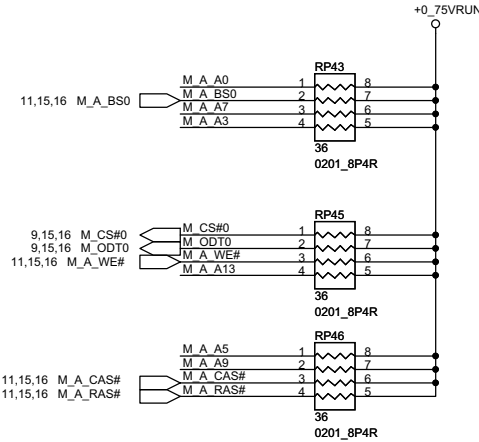 +0_75VRUN
RP43
M_A_A0 1 8
11,15,16 M_A_BS0 M_A_BS0 2 7
M_A_A7 3 6
M_A_A3 4 5
36
0201_8P4R
RP45
9,15,16 M_CS#0 M_CS#0 1 8
9,15,16 M_ODT0 M_ODT0 2 7
11,15,16 M_A_WE# M_A_WE# 3 6
M_A_A13 4 5
36
0201_8P4R
RP46
M_A_A5 1 8
M_A_A9 2 7
11,15,16 M_A_CAS# M_A_CAS# 3 6
11,15,16 M_A_RAS# M_A_RAS# 4 5
36
0201_8P4R